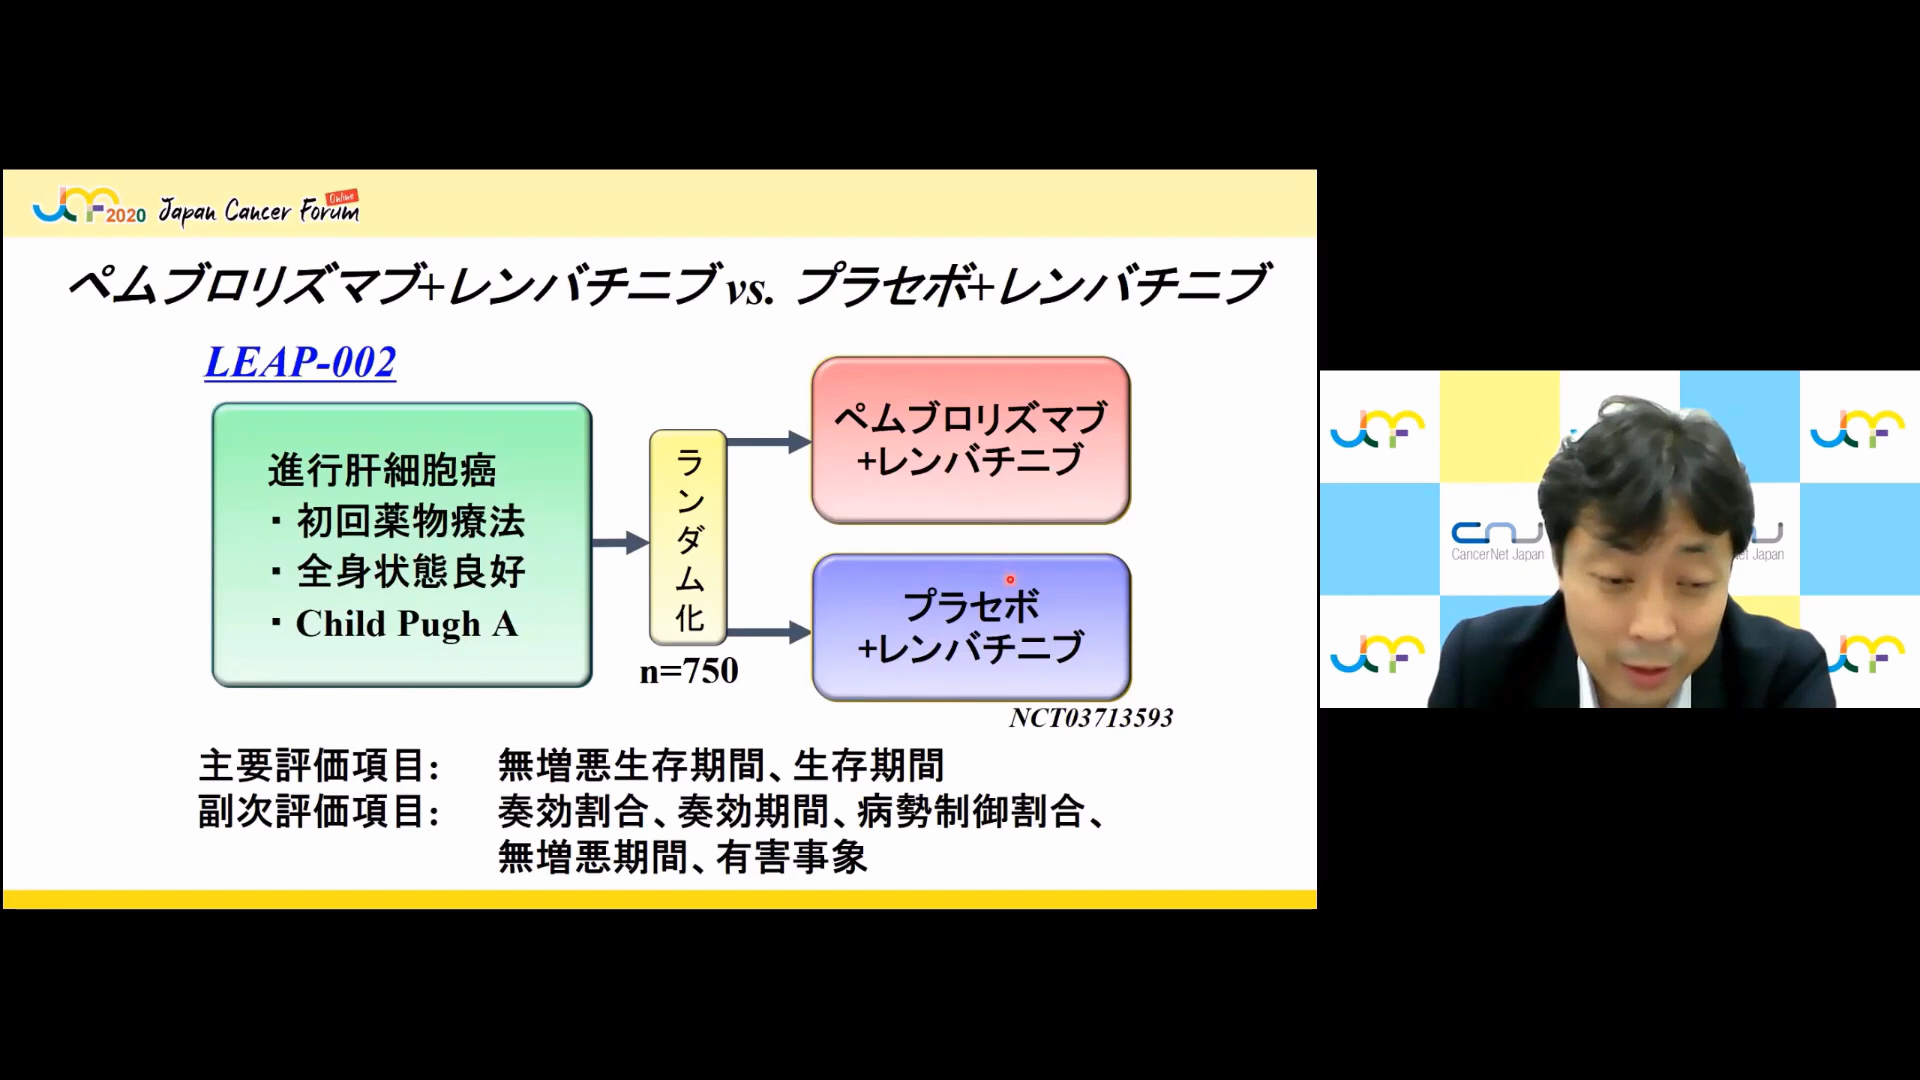 2020 Japan Cancer Forum Online
ペムブロリズマブ+レンバチニブ vs. プラセボ+レンバチニブ
LEAP-002
進行肝細胞癌
・初回薬物療法
・全身状態良好
・Child Pugh A
ランダム化
n=750
ペムブロリズマブ
+レンバチニブ
プラセボ
+レンバチニブ
NCT03713593
主要評価項目: 無増悪生存期間、生存期間
副次評価項目: 奏効割合、奏効期間、病勢制御割合、
無増悪期間、有害事象
CancerNet Japan
et Japan